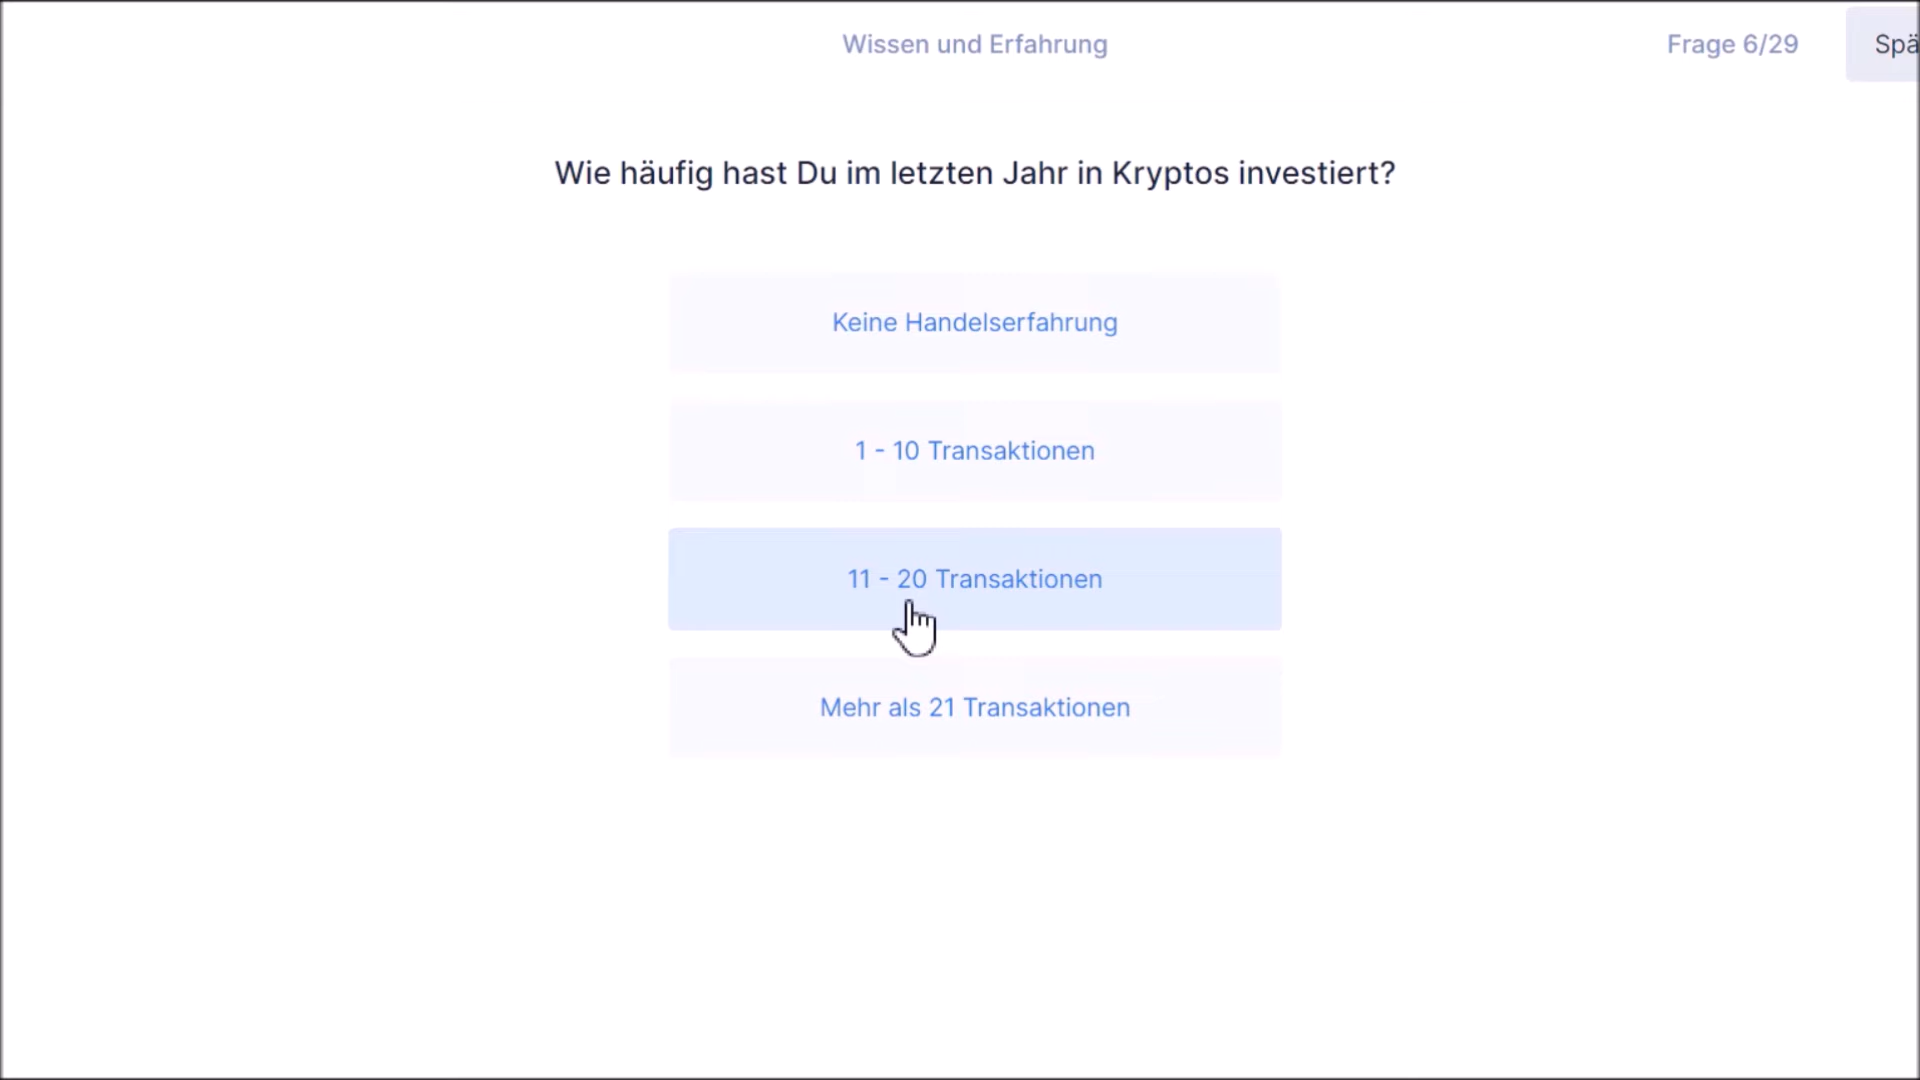 Wissen und Erfahrung
Frage 6/29
Wie häufig hast Du im letzten Jahr in Kryptos investiert?
Keine Handelserfahrung
1 - 10 Transaktionen
11 - 20 Transaktionen
Mehr als 21 Transaktionen